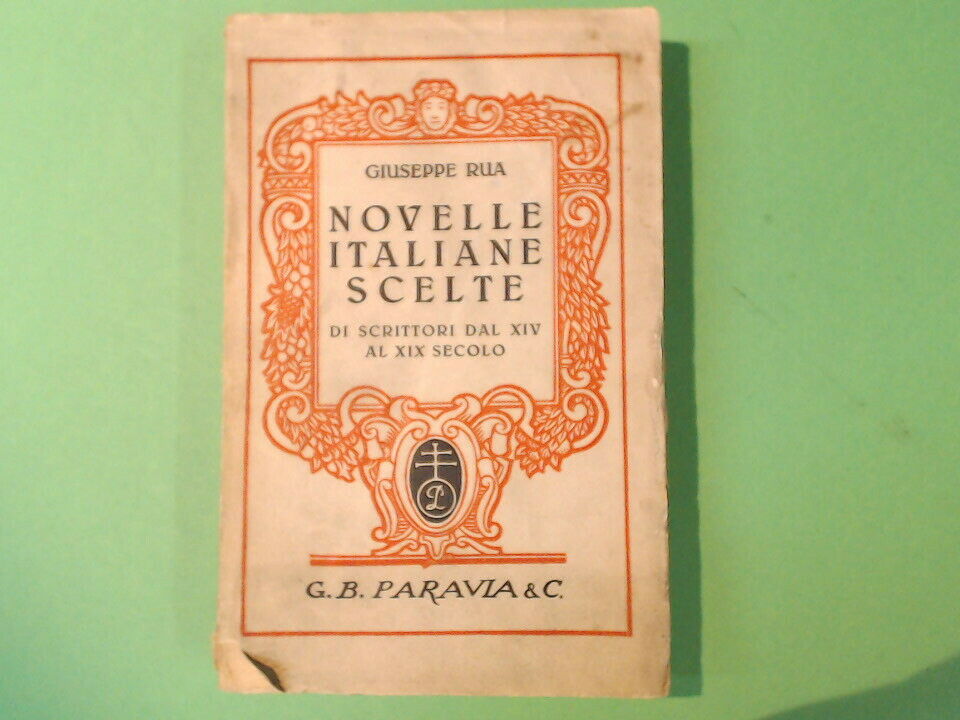 GIUSEPPE RUA
NOVELLE
ITALIANE
SCELTE
DI SCRITTORI DAL XIV
AL XIX SECOLO
G. B. PARAVIA & C.